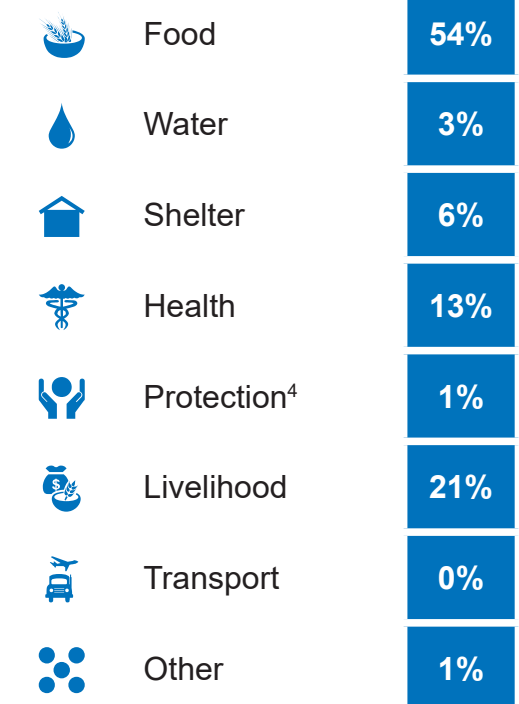 Food 54%
Water 3%
Shelter 6%
Health 13%
Protection⁴ 1%
$
Livelihood 21%
Transport 0%
Other 1%